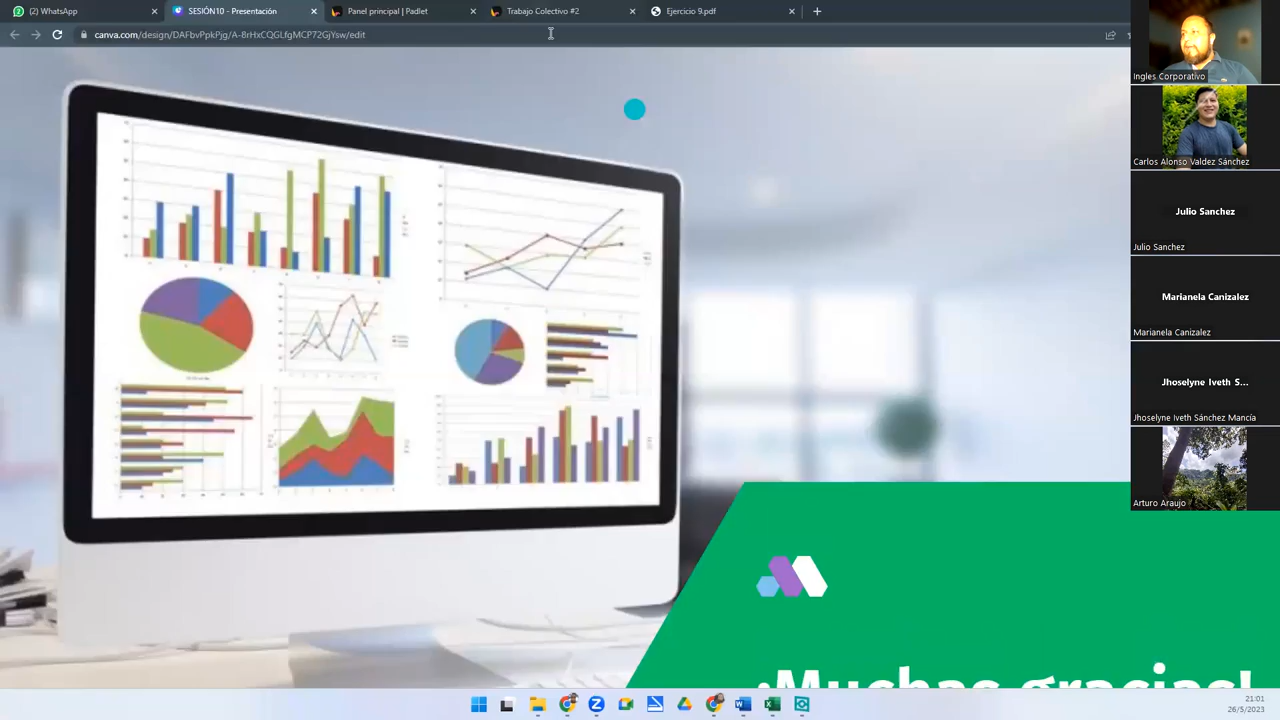 (2) WhatsApp
SESIÓN10 - Presentación
Panel principal | Padlet
Trabajo Colectivo #2
Ejercicio 9.pdf
canva.com/design/DAFbvPpkPjg/A-8rHxCQGLfgMCP72GjYsw/edit
Ingles Corporativo
Carlos Alonso Valdez Sánchez
Julio Sanchez
Julio Sanchez
Marianela Canizalez
Marianela Canizalez
Jhoselyne Iveth S...
Jhoselyne Iveth Sánchez Mancía
Arturo Araujo
¡Muchas gracias!
21:01
26/5/2023